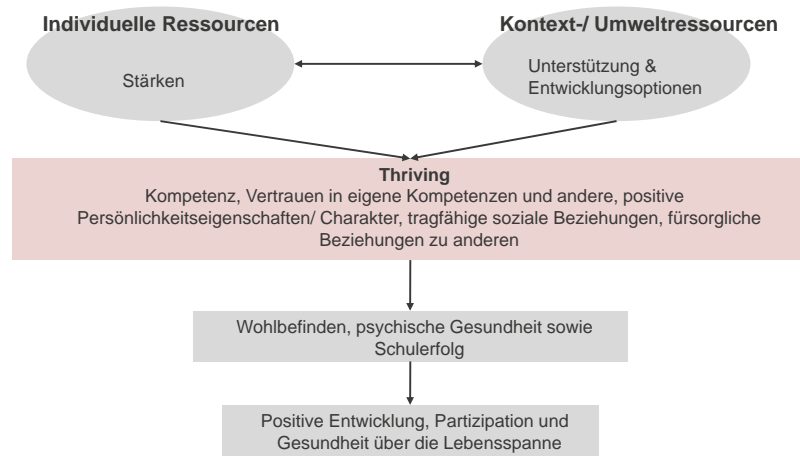 Individuelle Ressourcen
Kontext-/ Umweltressourcen
Stärken
Unterstützung &
Entwicklungsoptionen
Thriving
Kompetenz, Vertrauen in eigene Kompetenzen und andere, positive
Persönlichkeitseigenschaften/ Charakter, tragfähige soziale Beziehungen, fürsorgliche
Beziehungen zu anderen
Wohlbefinden, psychische Gesundheit sowie
Schulerfolg
Positive Entwicklung, Partizipation und
Gesundheit über die Lebensspanne